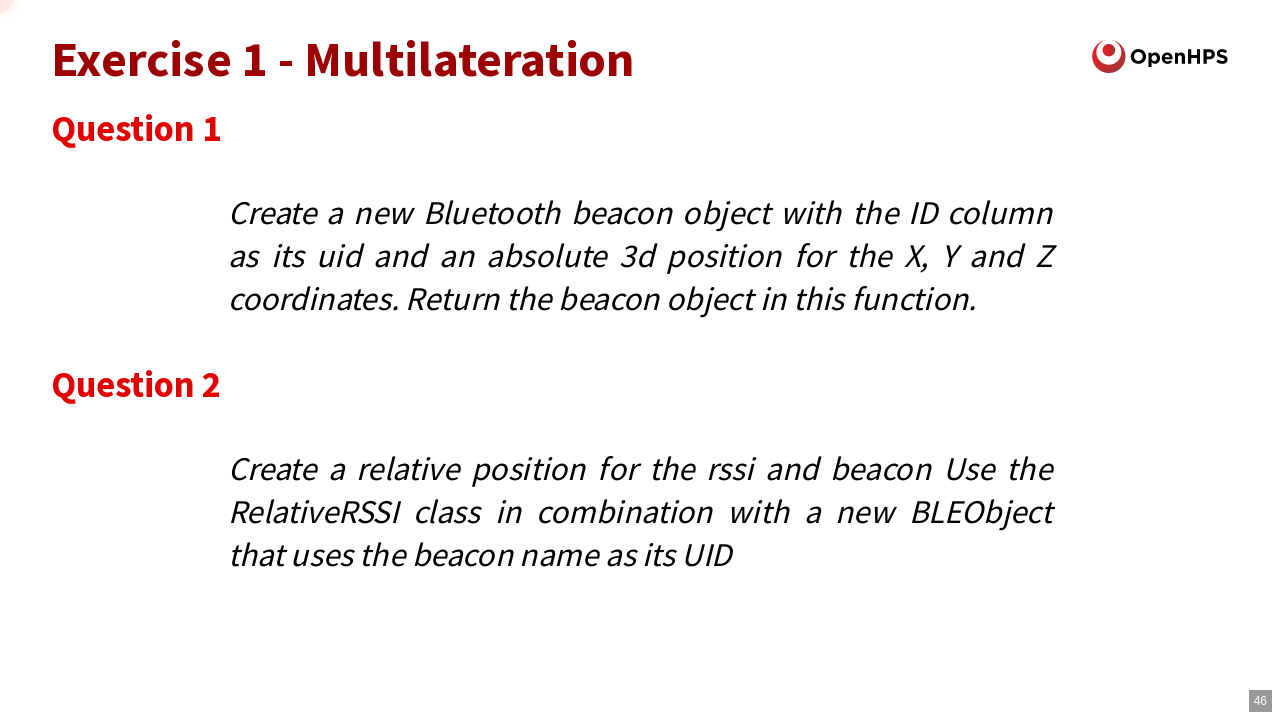 Exercise 1 - Multilateration
OpenHPS
Question 1
Create a new Bluetooth beacon object with the ID column
as its uid and an absolute 3d position for the X, Y and Z
coordinates. Return the beacon object in this function.
Question 2
Create a relative position for the rssi and beacon Use the
RelativeRSSI class in combination with a new BLEObject
that uses the beacon name as its UID
46